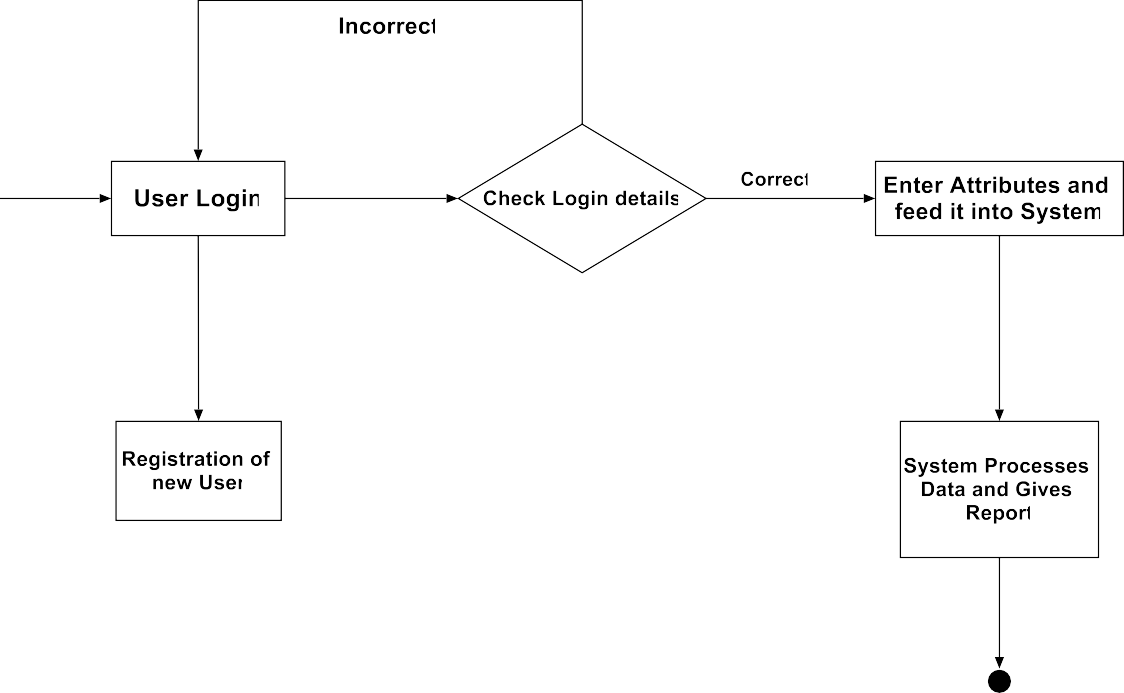 Incorrect
User Login
Check Login details
Correct
Enter Attributes and
feed it into System
Registration of
new User
System Processes
Data and Gives
Report